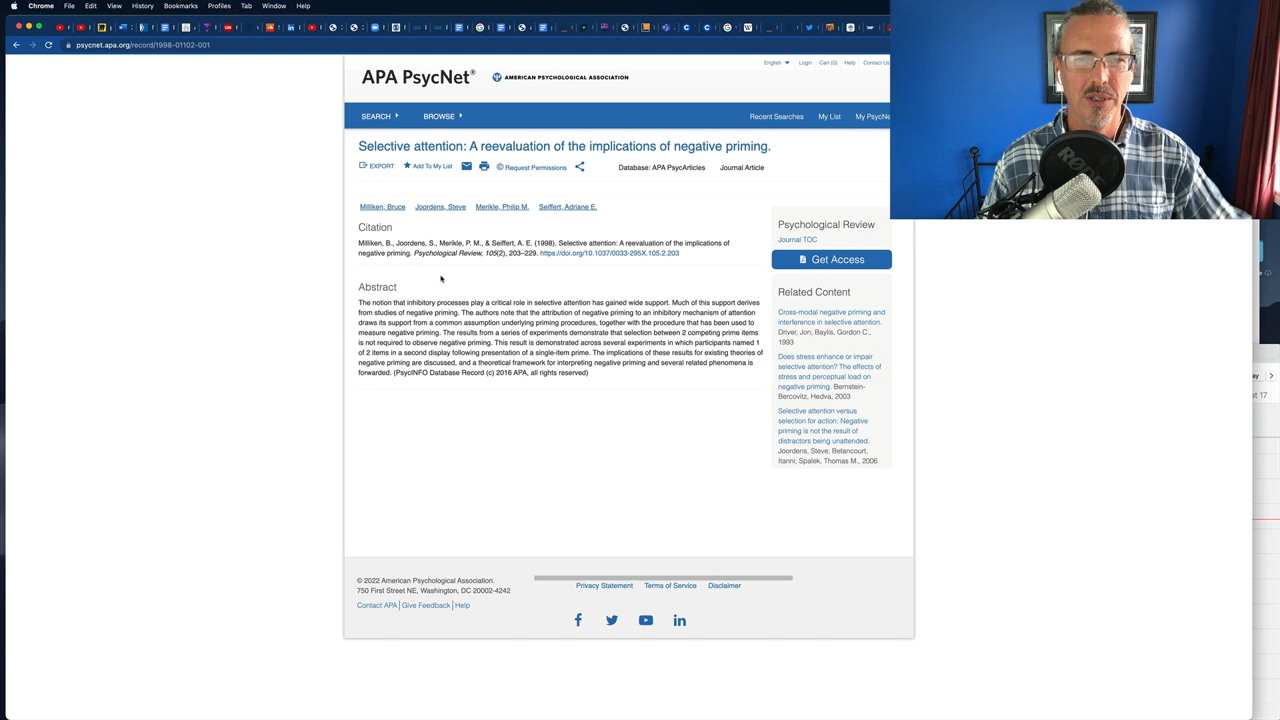 Chrome File Edit View History Bookmarks Profiles Tab Window Help
psycnet.apa.org/record/1998-01102-001
English Login Cart (0) Help Contact Us
APA PsycNet® AMERICAN PSYCHOLOGICAL ASSOCIATION
SEARCH BROWSE Recent Searches My List My PsycNe
Selective attention: A reevaluation of the implications of negative priming.
EXPORT Add To My List © Request Permissions Database: APA PsycArticles Journal Article
Milliken, Bruce Joordens, Steve Merikle, Philip M. Seiffert, Adriane E.
Citation
Milliken, B., Joordens, S., Merikle, P. M., & Seiffert, A. E. (1998). Selective attention: A reevaluation of the implications of
negative priming. Psychological Review, 105(2), 203–229. https://doi.org/10.1037/0033-295X.105.2.203
Abstract
The notion that inhibitory processes play a critical role in selective attention has gained wide support. Much of this support derives
from studies of negative priming. The authors note that the attribution of negative priming to an inhibitory mechanism of attention
draws its support from a common assumption underlying priming procedures, together with the procedure that has been used to
measure negative priming. The results from a series of experiments demonstrate that selection between 2 competing prime items
is not required to observe negative priming. This result is demonstrated across several experiments in which participants named 1
of 2 items in a second display following presentation of a single-item prime. The implications of these results for existing theories of
negative priming are discussed, and a theoretical framework for interpreting negative priming and several related phenomena is
forwarded. (PsycINFO Database Record (c) 2016 APA, all rights reserved)
Psychological Review
Journal TOC
Get Access
Related Content
Cross-modal negative priming and
interference in selective attention.
Driver, Jon; Baylis, Gordon C.,
1993
Does stress enhance or impair
selective attention? The effects of
stress and perceptual load on
negative priming. Bernstein-
Bercovitz, Hedva, 2003
Selective attention versus
selection for action: Negative
priming is not the result of
distractors being unattended.
Joordens, Steve; Betancourt,
Itanni; Spalek, Thomas M., 2006
© 2022 American Psychological Association.
750 First Street NE, Washington, DC 20002-4242
Contact APA | Give Feedback | Help
Privacy Statement Terms of Service Disclaimer
RODE
ay
at 17